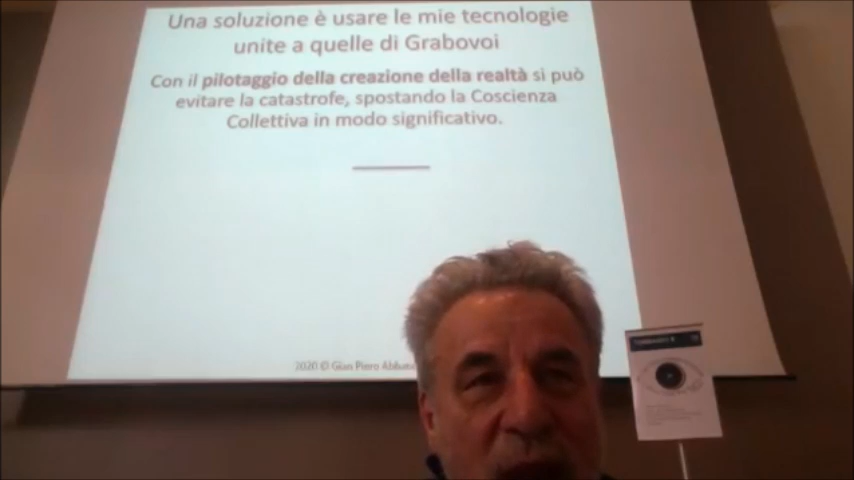 Una soluzione è usare le mie tecnologie
unite a quelle di Grabovoi
Con il pilotaggio della creazione della realtà si può
evitare la catastrofe, spostando la Coscienza
Collettiva in modo significativo.
2020 © Gian Piero Abbate